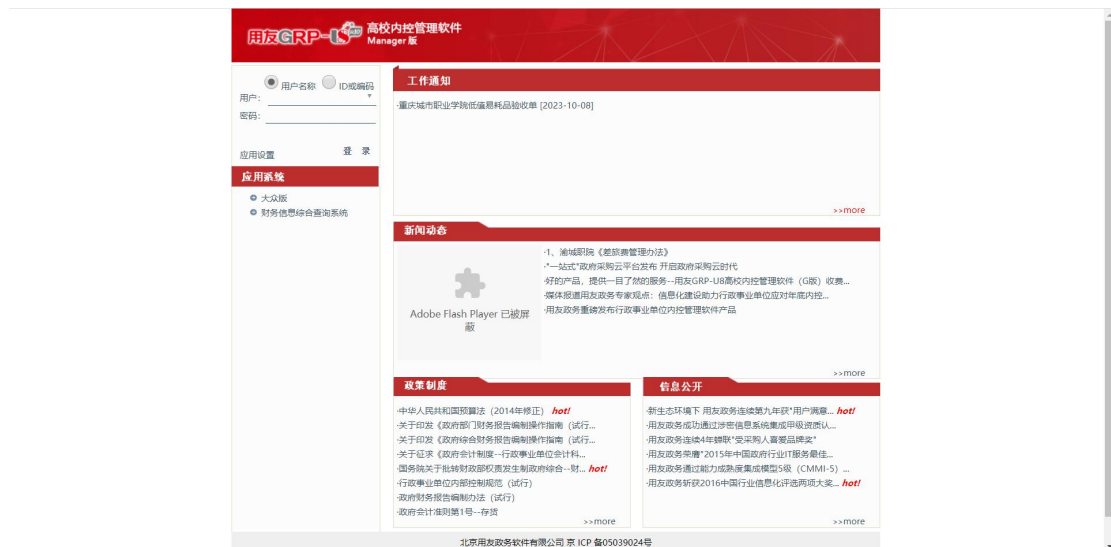 用友GRP-U8 高校内控管理软件
Manager 版
用户名称 ID或编码
用户:
密码:
应用设置 登 录
应用系统
大众版
财务信息综合查询系统
工作通知
·重庆城市职业学院低值易耗品验收单 [2023-10-08]
>>more
新闻动态
Adobe Flash Player 已被屏
蔽
·1、渝城职院《差旅费管理办法》
·"一站式"政府采购云平台发布 开启政府采购云时代
·好的产品，提供一目了然的服务--用友GRP-U8高校内控管理软件（G版）收费...
·媒体报道用友政务专家观点：信息化建设助力行政事业单位应对年底内控...
·用友政务重磅发布行政事业单位内控管理软件产品
>>more
政策制度
·中华人民共和国预算法（2014年修正） hot!
·关于印发《政府部门财务报告编制操作指南（试行...
·关于印发《政府综合财务报告编制操作指南（试行...
·关于征求《政府会计制度--行政事业单位会计科...
·国务院关于批转财政部权责发生制政府综合--财... hot!
·行政事业单位内部控制规范（试行）
·政府财务报告编制办法（试行）
·政府会计准则第1号--存货
>>more
信息公开
·新生态环境下 用友政务连续第九年获"用户满意... hot!
·用友政务成功通过涉密信息系统集成甲级资质认...
·用友政务连续4年蝉联"受采购人喜爱品牌奖"
·用友政务荣膺"2015年中国政府行业IT服务最佳...
·用友政务通过能力成熟度集成模型5级（CMMI-5）...
·用友政务斩获2016中国行业信息化评选两项大奖... hot!
>>more
北京用友政务软件有限公司 京 ICP 备05039024号